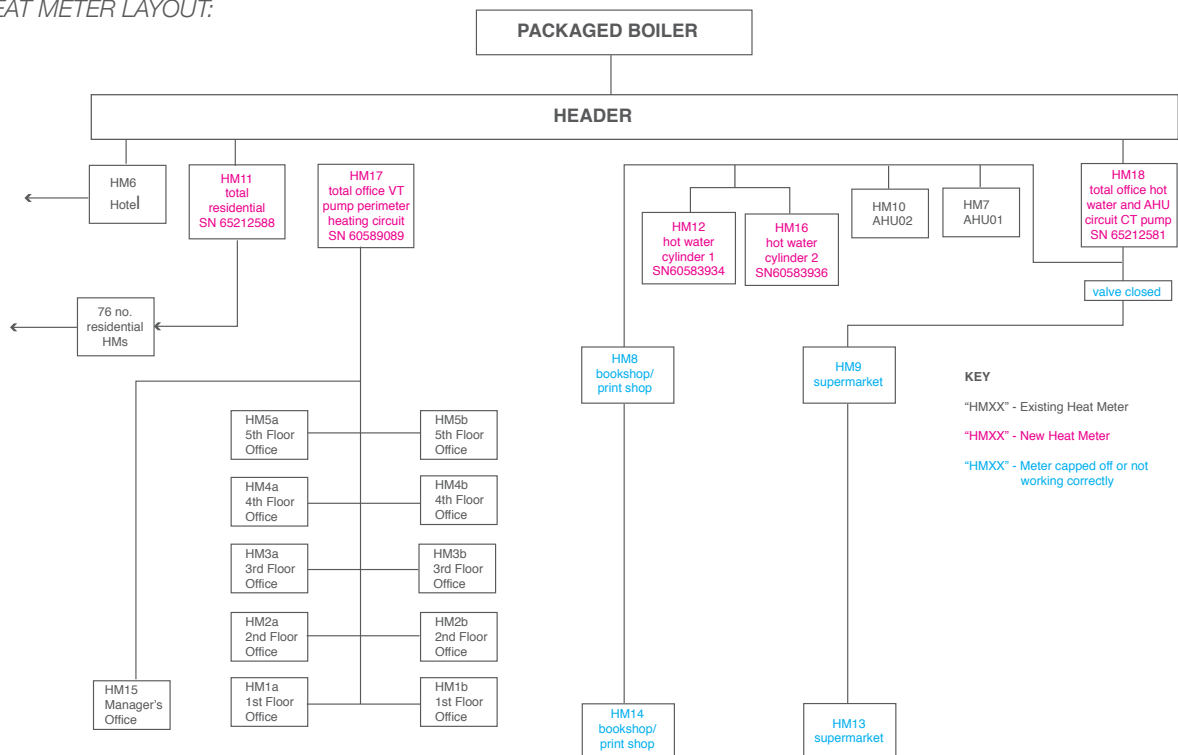 EAT METER LAYOUT:
PACKAGED BOILER
HEADER
HM6
Hotel
HM11
total
residential
SN 65212588
HM17
total office VT
pump perimeter
heating circuit
SN 60589089
HM12
hot water
cylinder 1
SN60583934
HM16
hot water
cylinder 2
SN60583936
HM10
AHU02
HM7
AHU01
HM18
total office hot
water and AHU
circuit CT pump
SN 65212581
valve closed
76 no.
residential
HMs
HM8
bookshop/
print shop
HM9
supermarket
KEY
"HMXX" - Existing Heat Meter
"HMXX" - New Heat Meter
"HMXX" - Meter capped off or not
working correctly
HM5a
5th Floor
Office
HM5b
5th Floor
Office
HM4a
4th Floor
Office
HM4b
4th Floor
Office
HM3a
3rd Floor
Office
HM3b
3rd Floor
Office
HM2a
2nd Floor
Office
HM2b
2nd Floor
Office
HM15
Manager's
Office
HM1a
1st Floor
Office
HM1b
1st Floor
Office
HM14
bookshop/
print shop
HM13
supermarket